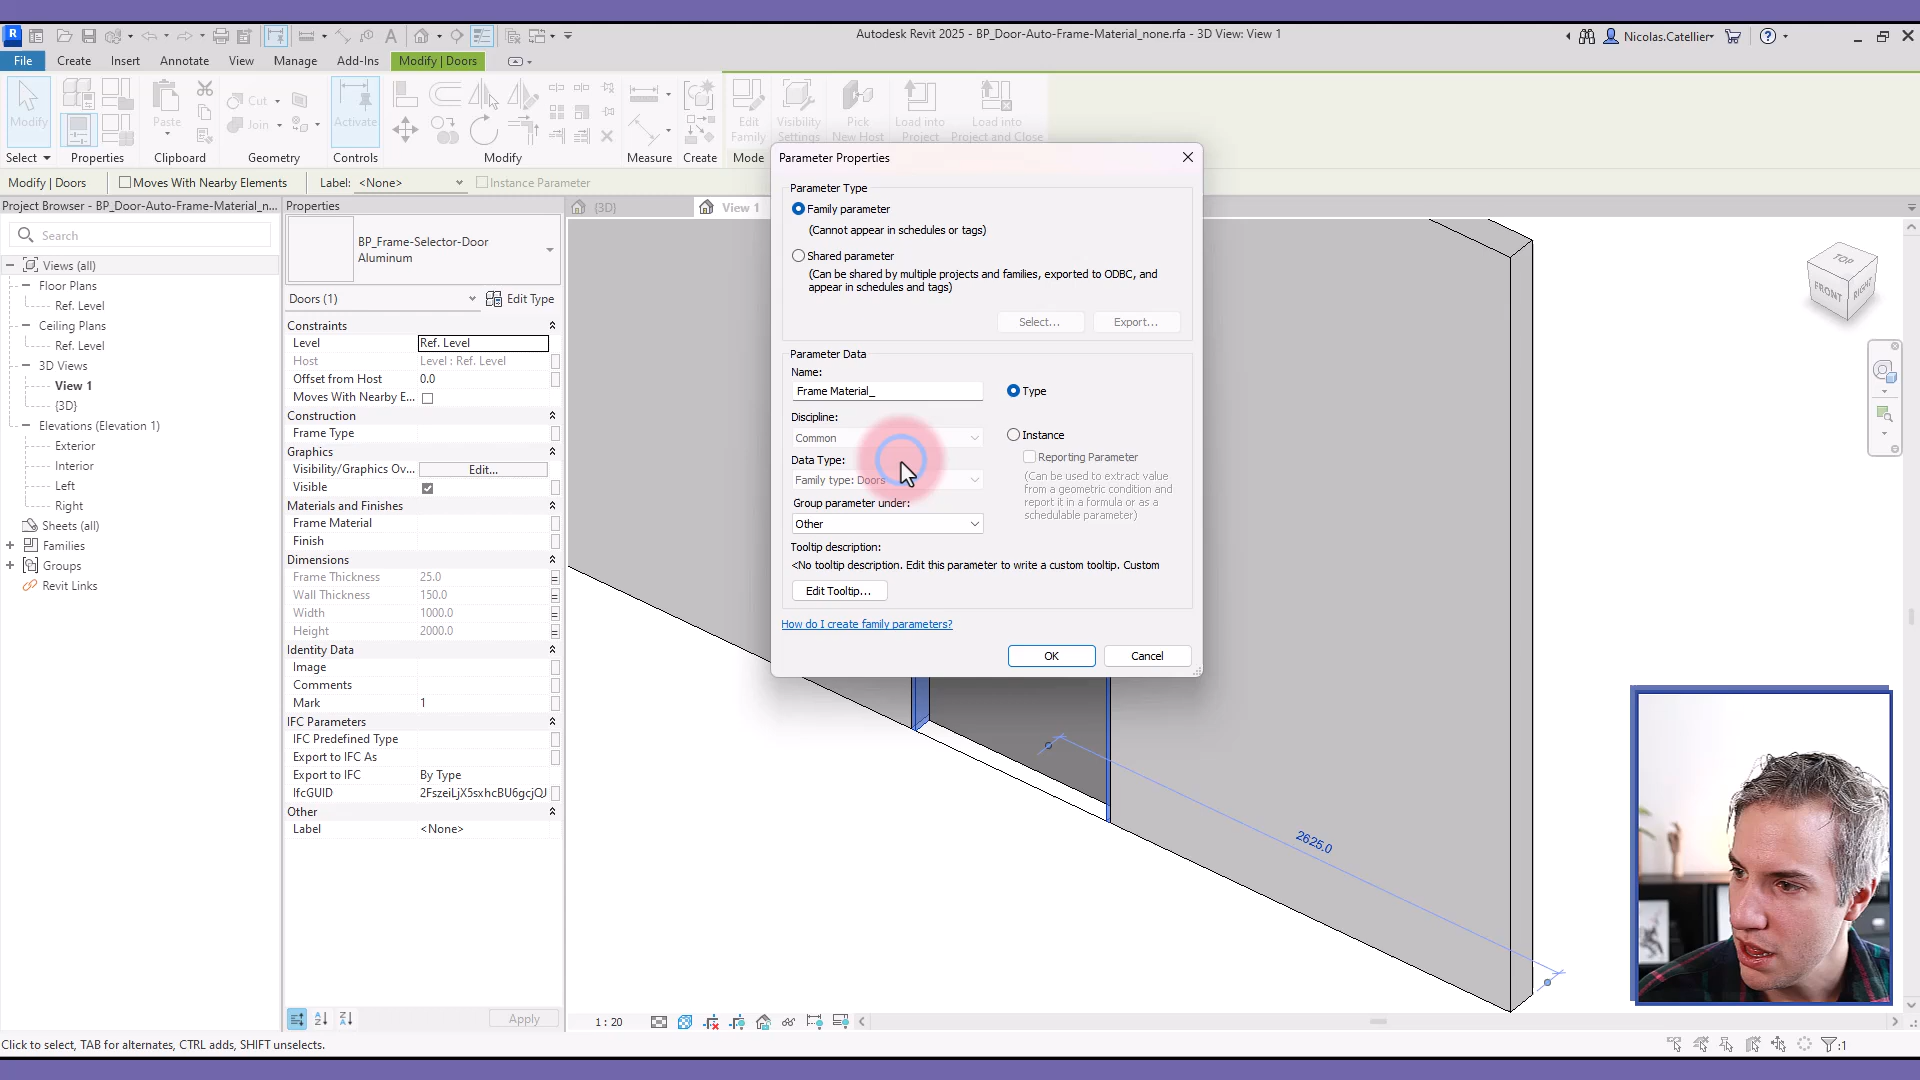 Autodesk Revit 2025 - BP_Door-Auto-Frame-Material_none.rfa - 3D View: View 1
Nicolas.Catellier
File
Create
Insert
Annotate
View
Manage
Add-Ins
Modify | Doors
Modify
Paste
Cut
Join
Activate
Edit
Family
Visibility
Settings
Pick
New Host
Load into
Project
Load into
Project and Close
Select
Properties
Clipboard
Geometry
Controls
Modify
Measure
Create
Mode
Modify | Doors
Moves With Nearby Elements
Label:
<None>
Instance Parameter
Project Browser - BP_Door-Auto-Frame-Material_n...
Search
Views (all)
Floor Plans
Ref. Level
Ceiling Plans
Ref. Level
3D Views
View 1
{3D}
Elevations (Elevation 1)
Exterior
Interior
Left
Right
Sheets (all)
Families
Groups
Revit Links
Properties
BP_Frame-Selector-Door
Aluminum
Doors (1)
Edit Type
Constraints
Level Ref. Level
Host Level : Ref. Level
Offset from Host 0.0
Moves With Nearby E...
Construction
Frame Type
Graphics
Visibility/Graphics Ov... Edit...
Visible
Materials and Finishes
Frame Material
Finish
Dimensions
Frame Thickness 25.0
Wall Thickness 150.0
Width 1000.0
Height 2000.0
Identity Data
Image
Comments
Mark 1
IFC Parameters
IFC Predefined Type
Export to IFC As
Export to IFC By Type
IfcGUID 2FszeiLjX5sxhcBU6gcjQJ
Other
Label <None>
Apply
{3D}
View 1
Parameter Properties
Parameter Type
Family parameter
(Cannot appear in schedules or tags)
Shared parameter
(Can be shared by multiple projects and families, exported to ODBC, and
appear in schedules and tags)
Select...
Export...
Parameter Data
Name:
Frame Material_
Type
Discipline:
Common
Instance
Data Type:
Reporting Parameter
Family type: Doors
(Can be used to extract value
from a geometric condition and
report it in a formula or as a
schedulable parameter)
Group parameter under:
Other
Tooltip description:
<No tooltip description. Edit this parameter to write a custom tooltip. Custom
Edit Tooltip...
How do I create family parameters?
OK
Cancel
TOP
FRONT
RIGHT
2625.0
1 : 20
Click to select, TAB for alternates, CTRL adds, SHIFT unselects.
:1